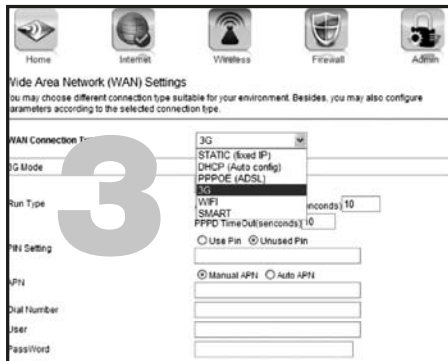 Home Internet Wireless Firewall Admin
Wide Area Network (WAN) Settings
ou may choose different connection type suitable for your environment. Besides, you may also configure
arameters according to the selected connection type.
WAN Connection T 3G
STATIC (fixed IP)
3G Mode DHCP (Auto config)
PPPOE (ADSL)
3G
Run Type WIFI enconds) 10
SMART
PPPD TimeOut(senconds) 10
PIN Setting Use Pin Unused Pin
APN Manual APN Auto APN
Dial Number
User
PassWord
3